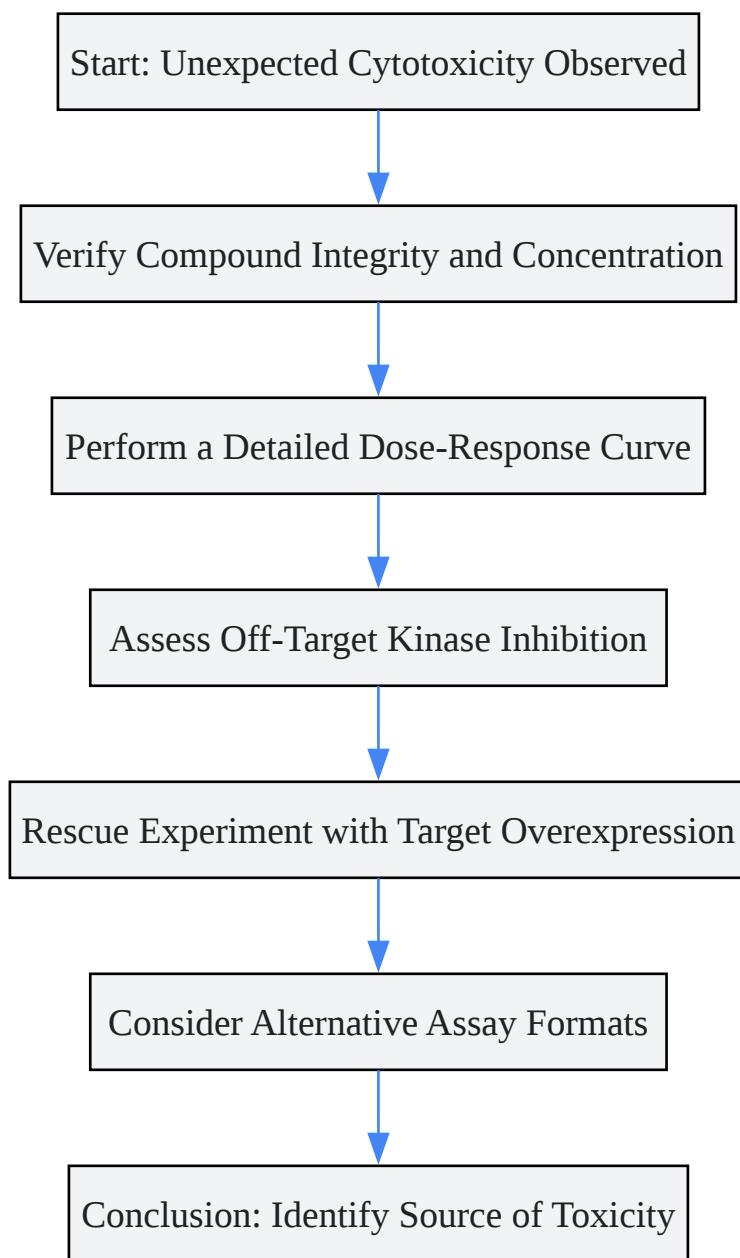 Start: Unexpected Cytotoxicity Observed
Verify Compound Integrity and Concentration
Perform a Detailed Dose-Response Curve
Assess Off-Target Kinase Inhibition
Rescue Experiment with Target Overexpression
Consider Alternative Assay Formats
Conclusion: Identify Source of Toxicity